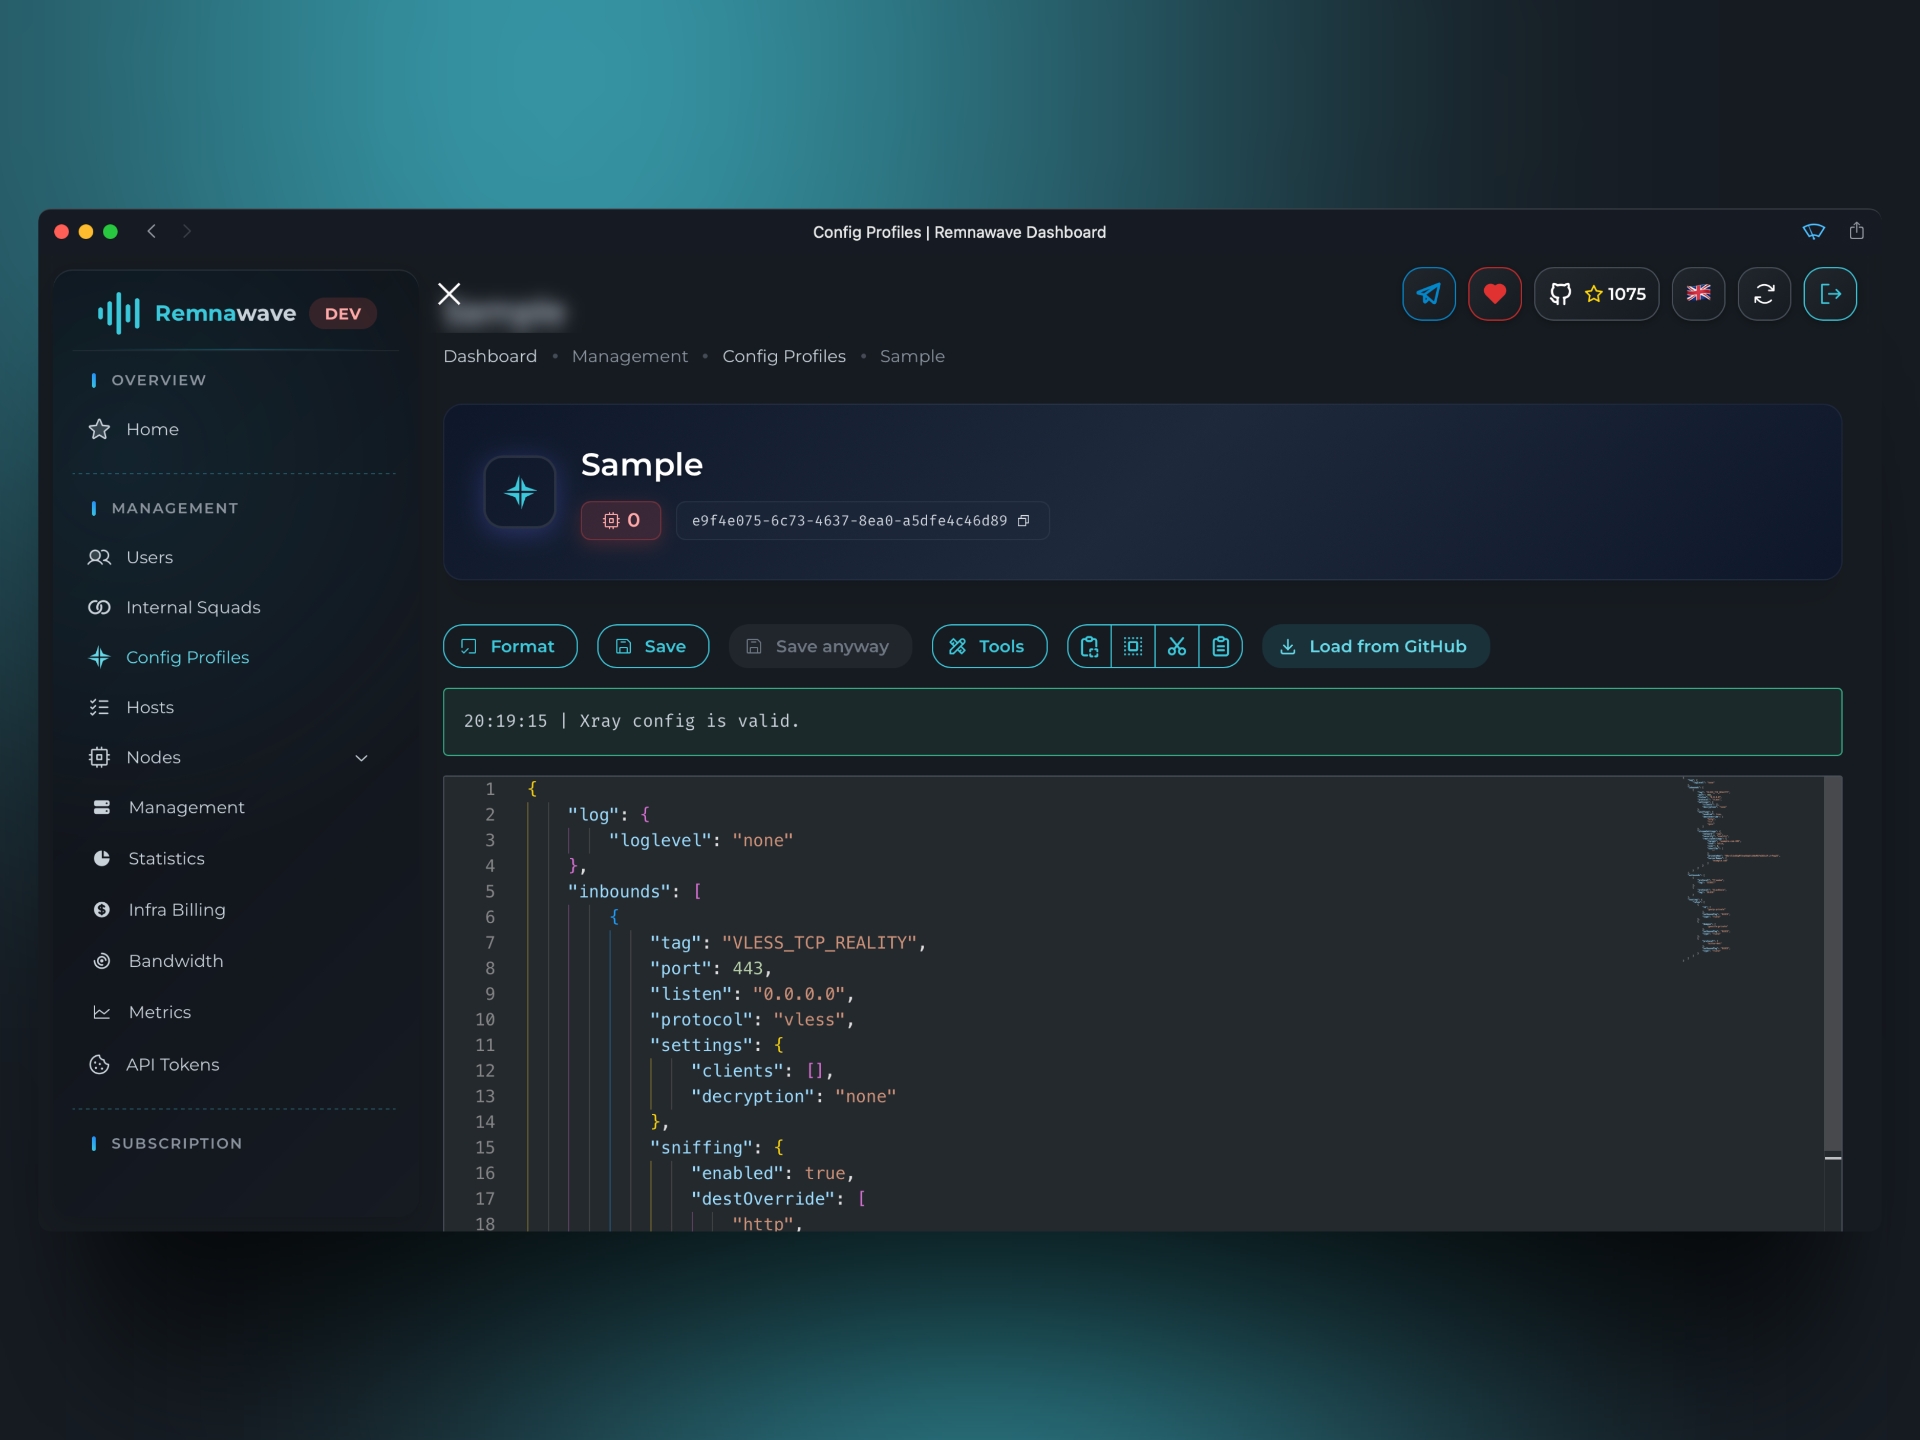 Config Profiles | Remnawave Dashboard
Remnawave DEV
OVERVIEW
Home
MANAGEMENT
Users
Internal Squads
Config Profiles
Hosts
Nodes
Management
Statistics
Infra Billing
Bandwidth
Metrics
API Tokens
SUBSCRIPTION
Sample
1075
Dashboard • Management • Config Profiles • Sample
Sample
0 e9f4e075-6c73-4637-8ea0-a5dfe4c46d89
Format Save Save anyway Tools Load from GitHub
20:19:15 | Xray config is valid.
1 {
2 "log": {
3 "loglevel": "none"
4 },
5 "inbounds": [
6 {
7 "tag": "VLESS_TCP_REALITY",
8 "port": 443,
9 "listen": "0.0.0.0",
10 "protocol": "vless",
11 "settings": {
12 "clients": [],
13 "decryption": "none"
14 },
15 "sniffing": {
16 "enabled": true,
17 "destOverride": [
18 "http",